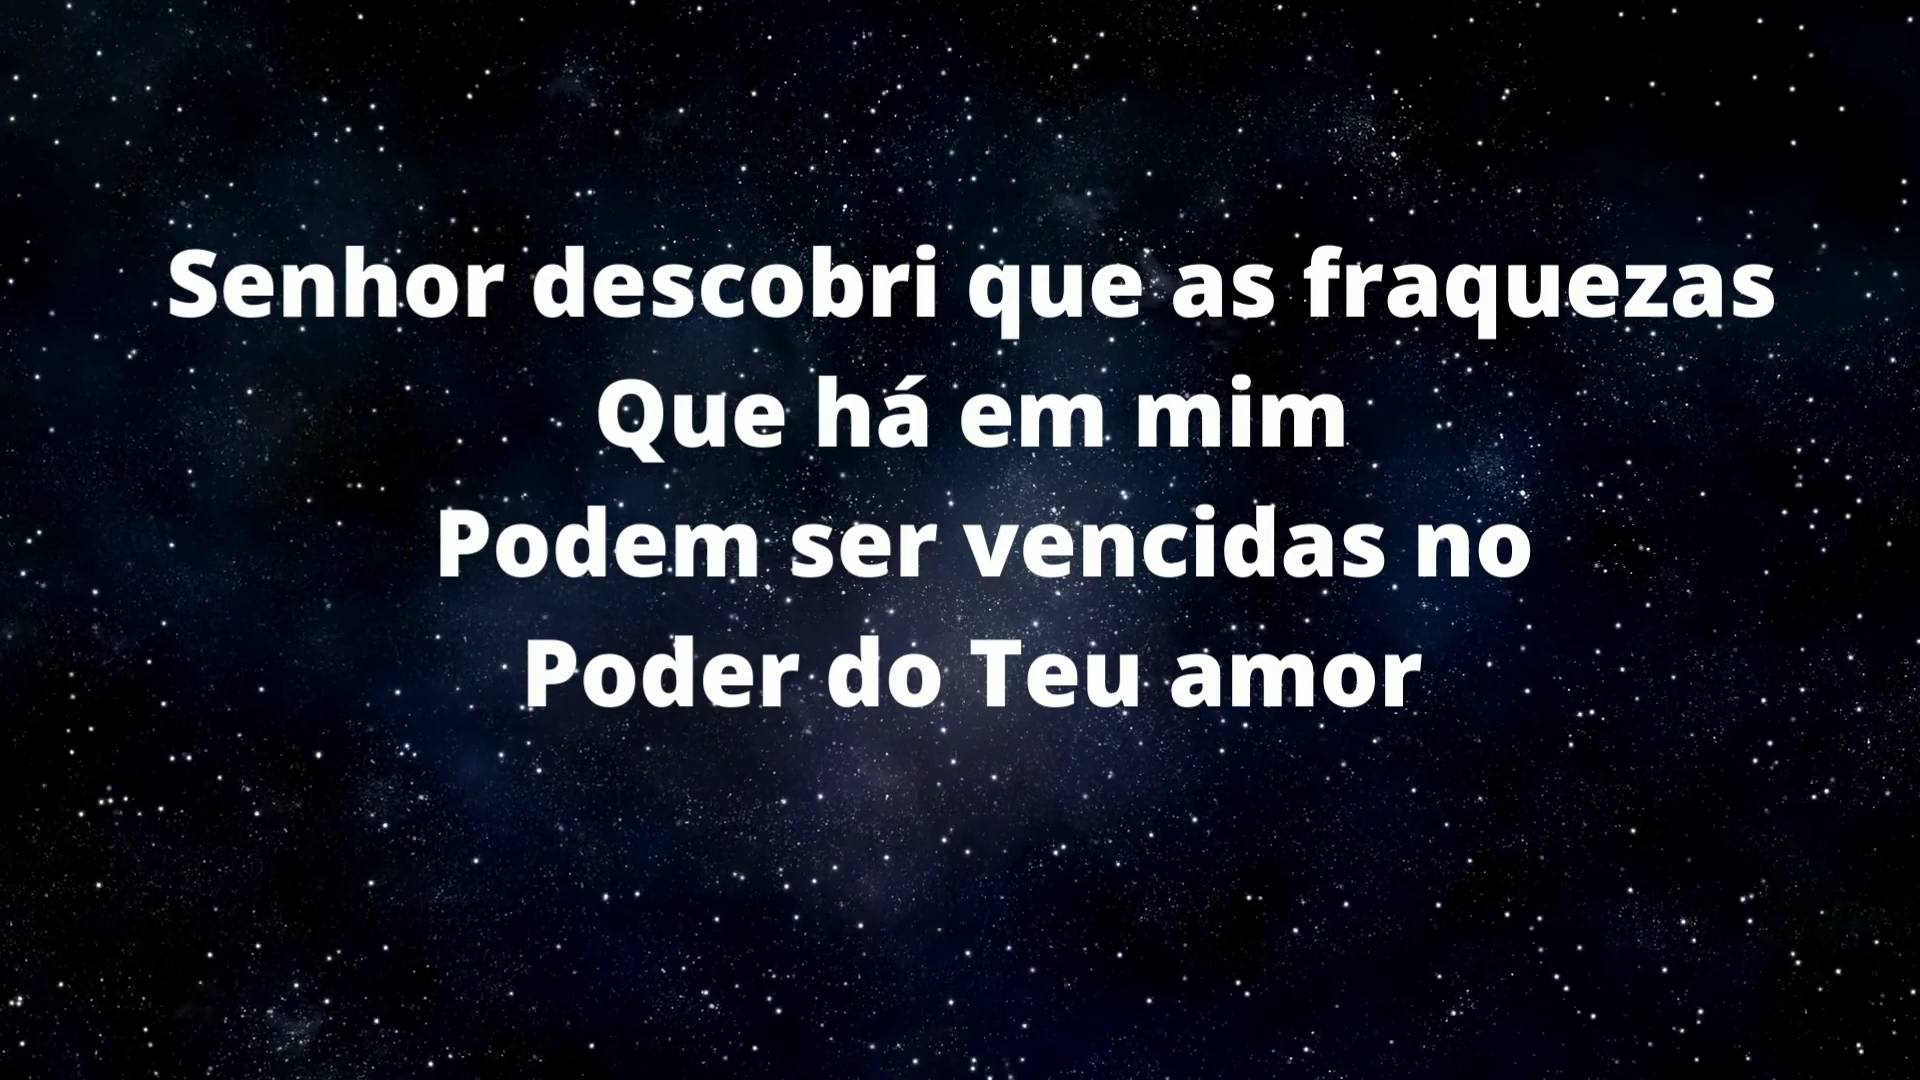 Senhor descobri que as fraquezas
Que há em mim
Podem ser vencidas no
Poder do Teu amor